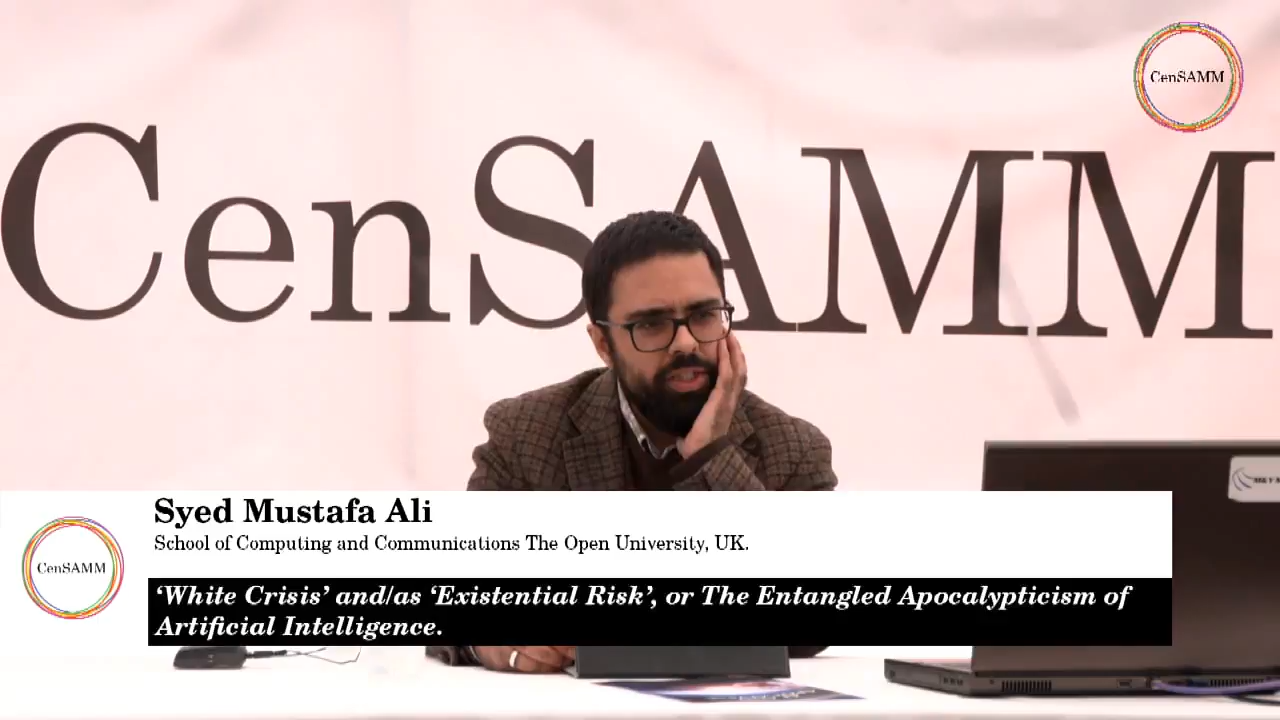 CenSAMM
CenSAMM
Syed Mustafa Ali
School of Computing and Communications The Open University, UK.
CenSAMM
‘White Crisis’ and/as ‘Existential Risk’, or The Entangled Apocalypticism of
Artificial Intelligence.